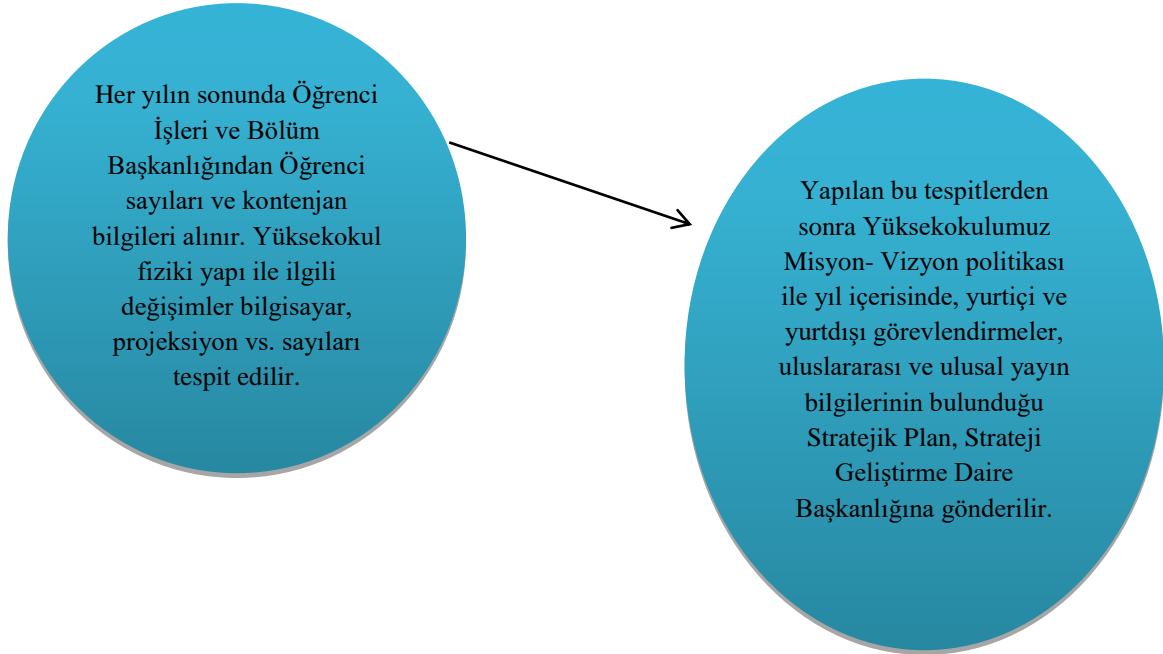 Her yılın sonunda Öğrenci
İşleri ve Bölüm
Başkanlığından Öğrenci
sayıları ve kontenjan
bilgileri alınır. Yüksekokul
fiziki yapı ile ilgili
değişimler bilgisayar,
projeksiyon vs. sayıları
tespit edilir.
Yapılan bu tespitlerden
sonra Yüksekokulumuz
Misyon- Vizyon politikası
ile yıl içerisinde, yurtiçi ve
yurtdışı görevlendirmeler,
uluslararası ve ulusal yayın
bilgilerinin bulunduğu
Stratejik Plan, Strateji
Geliştirme Daire
Başkanlığına gönderilir.